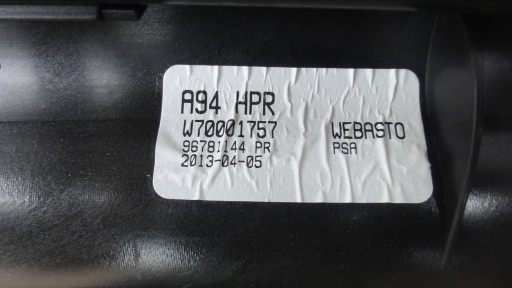 A94 HPR
W70001757 WEBASTO
96781144 PR PSA
2013-04-05